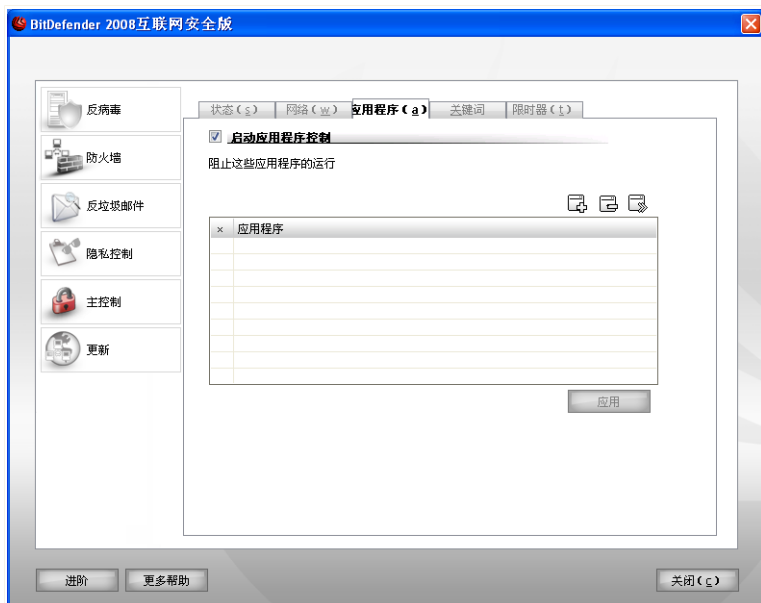 BitDefender 2008互联网安全版
反病毒
防火墙
反垃圾邮件
隐私控制
主控制
更新
状态(s) 网络(w) 应用程序(a) 关键词 限时器(t)
启动应用程序控制
阻止这些应用程序的运行
× 应用程序
应用
进阶 更多帮助 关闭(c)